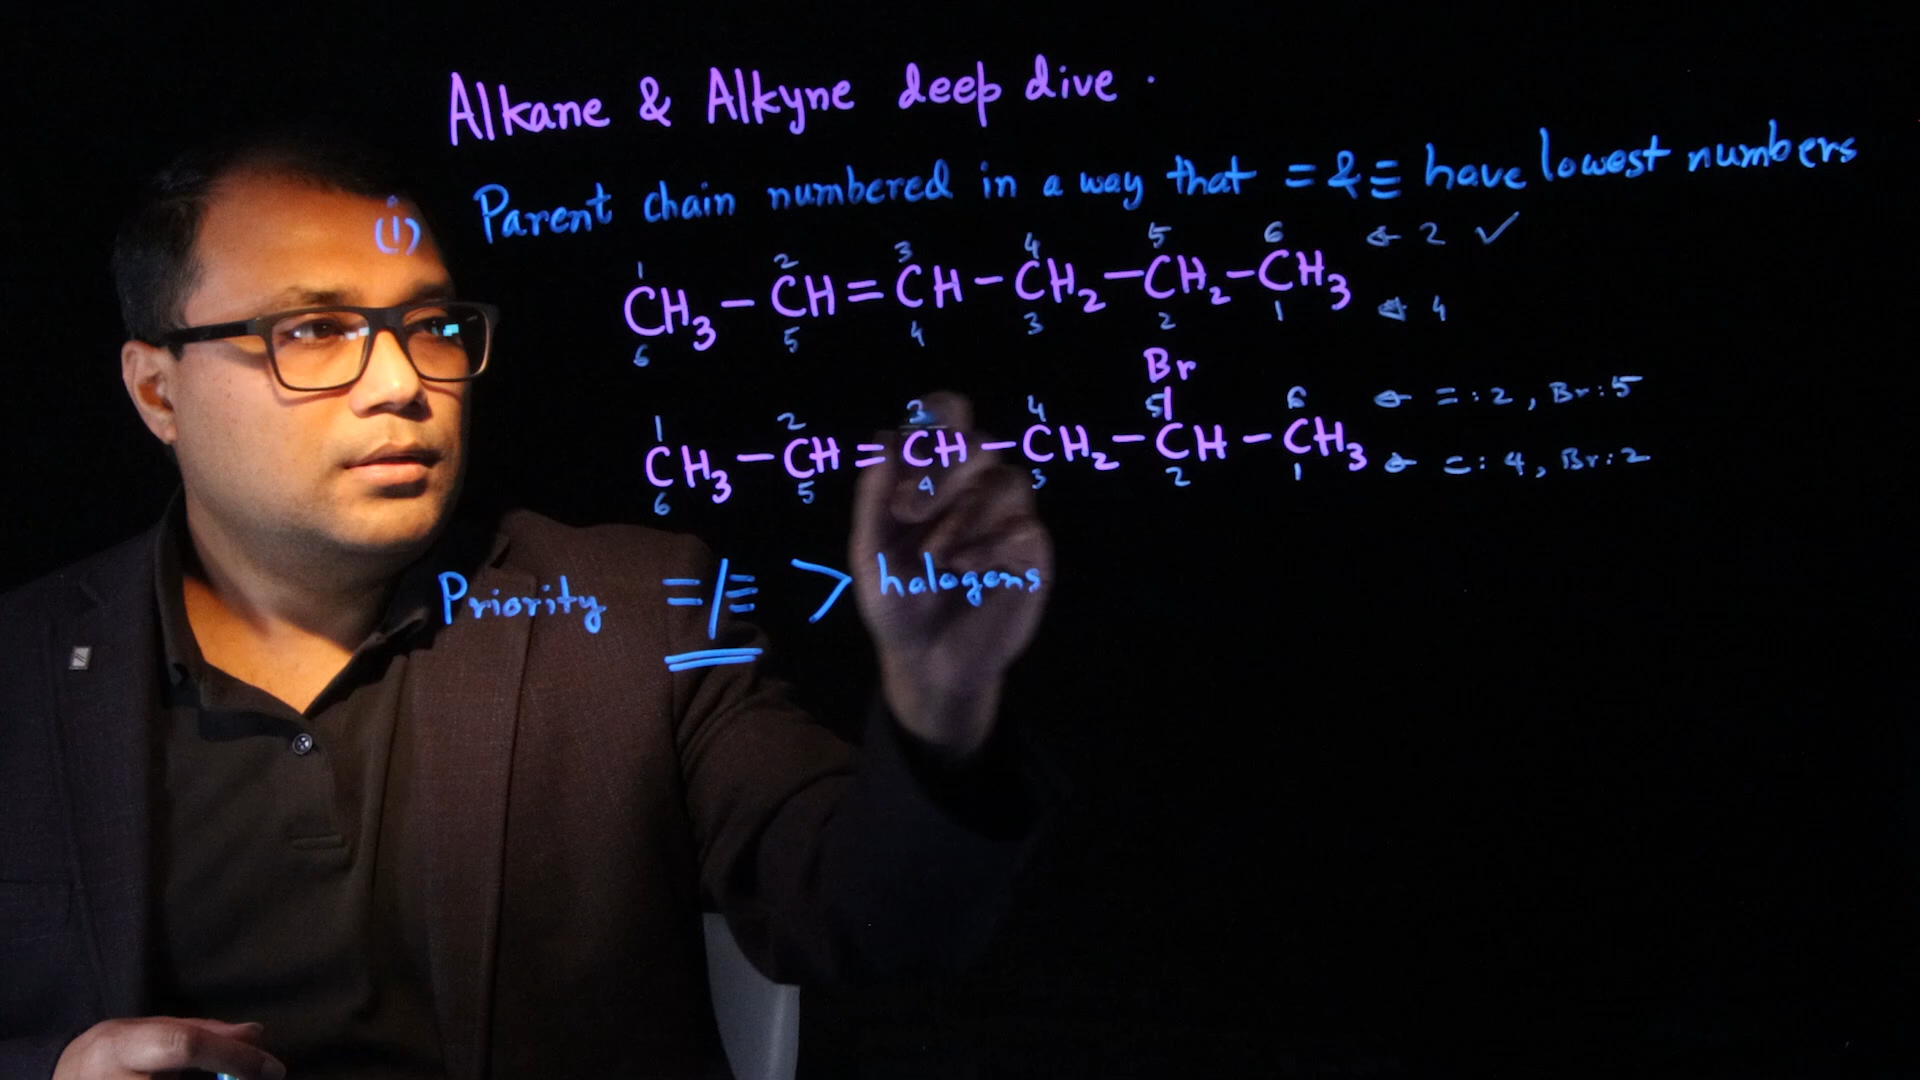 Alkane & Alkyne deep dive.
(i) Parent chain numbered in a way that = & ≡ have lowest numbers
1 2 3 4 5 6 ← 2 ✓
CH₃ – CH = CH – CH₂ – CH₂ – CH₃
6 5 4 3 2 1 ← 4
Br
1 2 3 4 5 6 ← =: 2, Br: 5
CH₃ – CH = CH – CH₂ – CH – CH₃
6 5 4 3 2 1 ← =: 4, Br: 2
Priority =/≡ > halogens